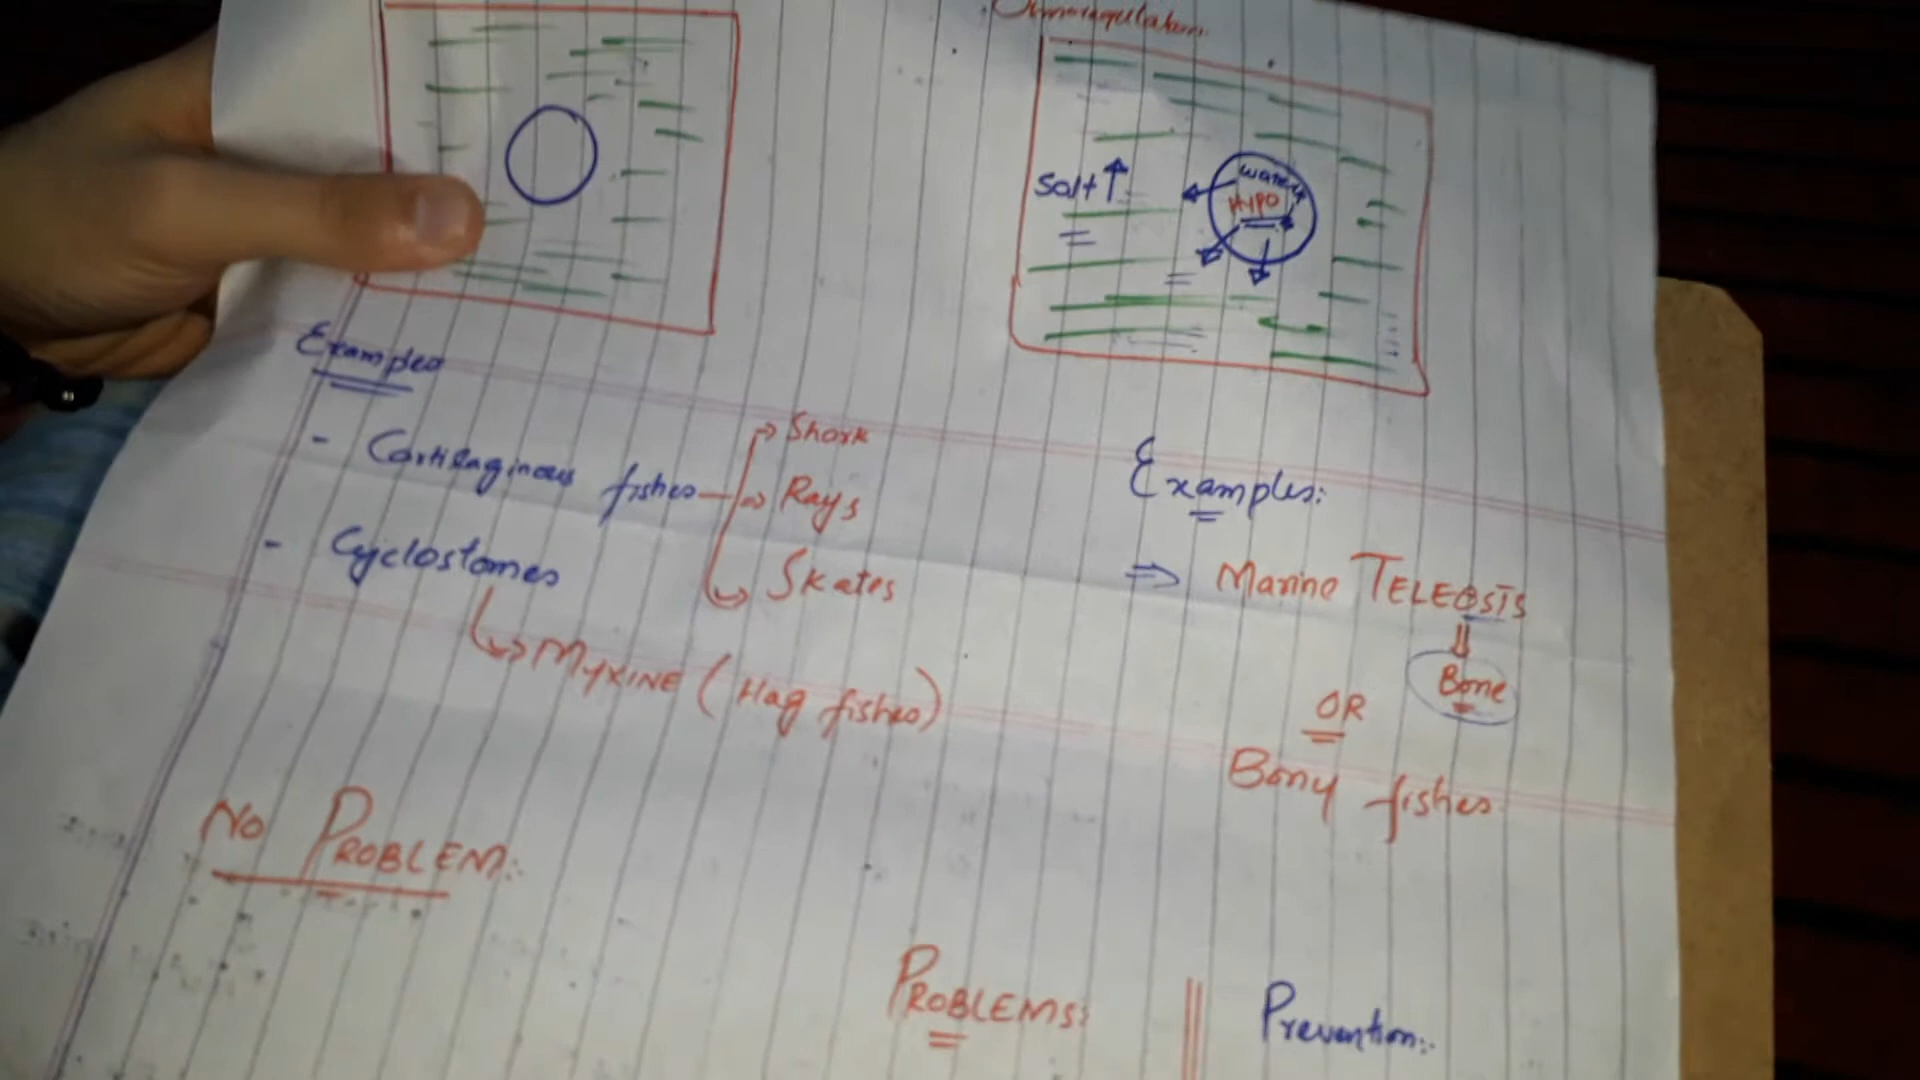 Osmoregulation
Salt ↑
water
Hypo
Examples
- Cartilaginous fishes
→ Shark
→ Rays
→ Skates
- Cyclostomes
→ MYXINE (Hag fishes)
NO PROBLEM:
Examples:
⇒ Marine TELEOSTS
⇓
Bone
OR
Bony fishes
PROBLEMS:
Prevention: